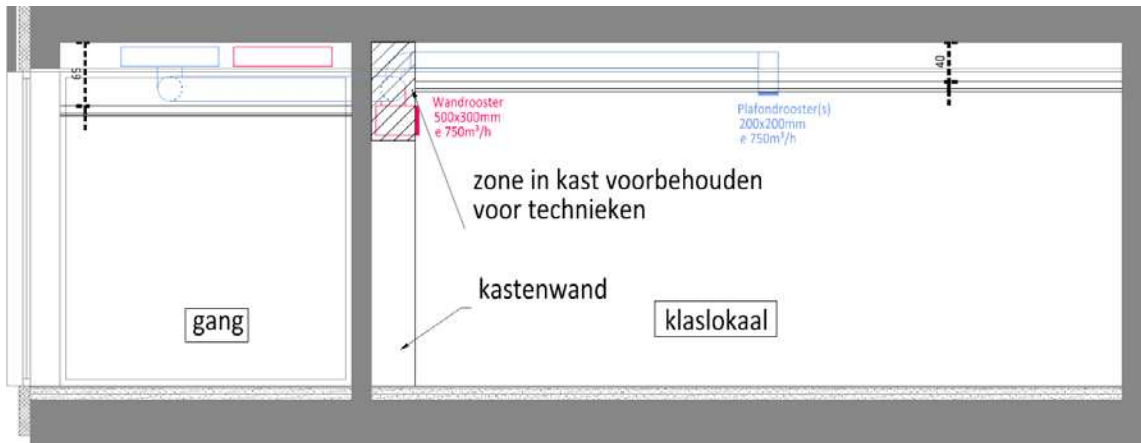 65
40
Wandrooster
500x300mm
e 750m³/h
Plafondrooster(s)
200x200mm
e 750m³/h
zone in kast voorbehouden
voor technieken
kastenwand
gang
klaslokaal